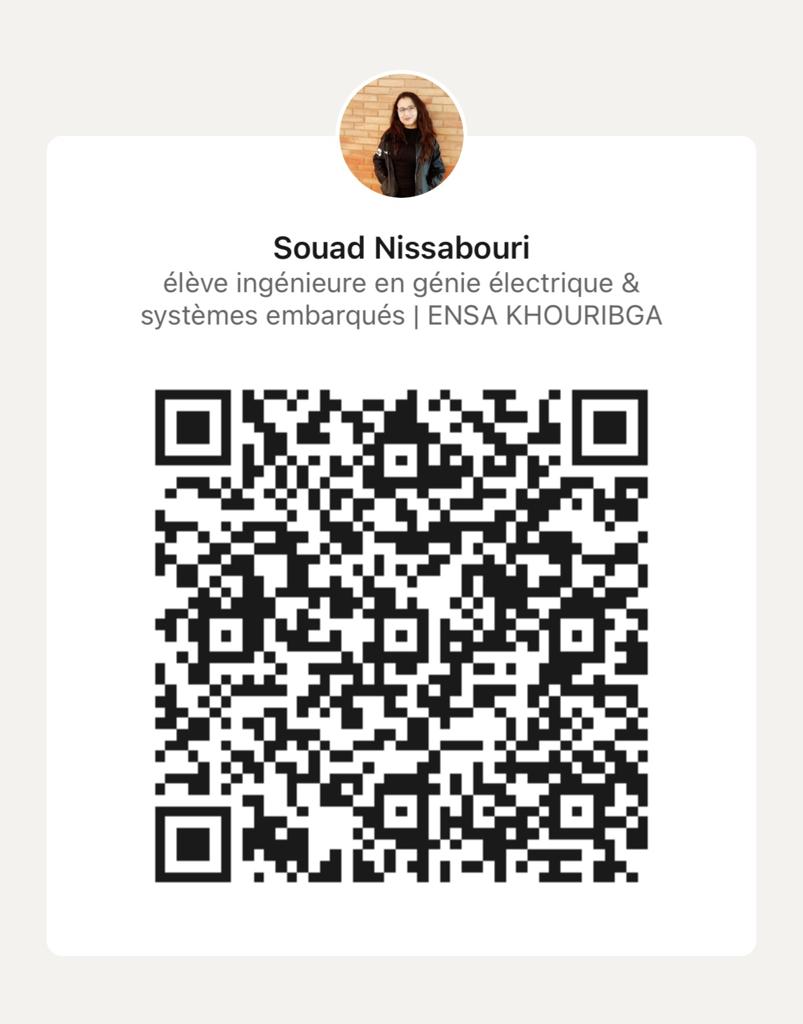 Souad Nissabouri
élève ingénieure en génie électrique &
systèmes embarqués | ENSA KHOURIBGA